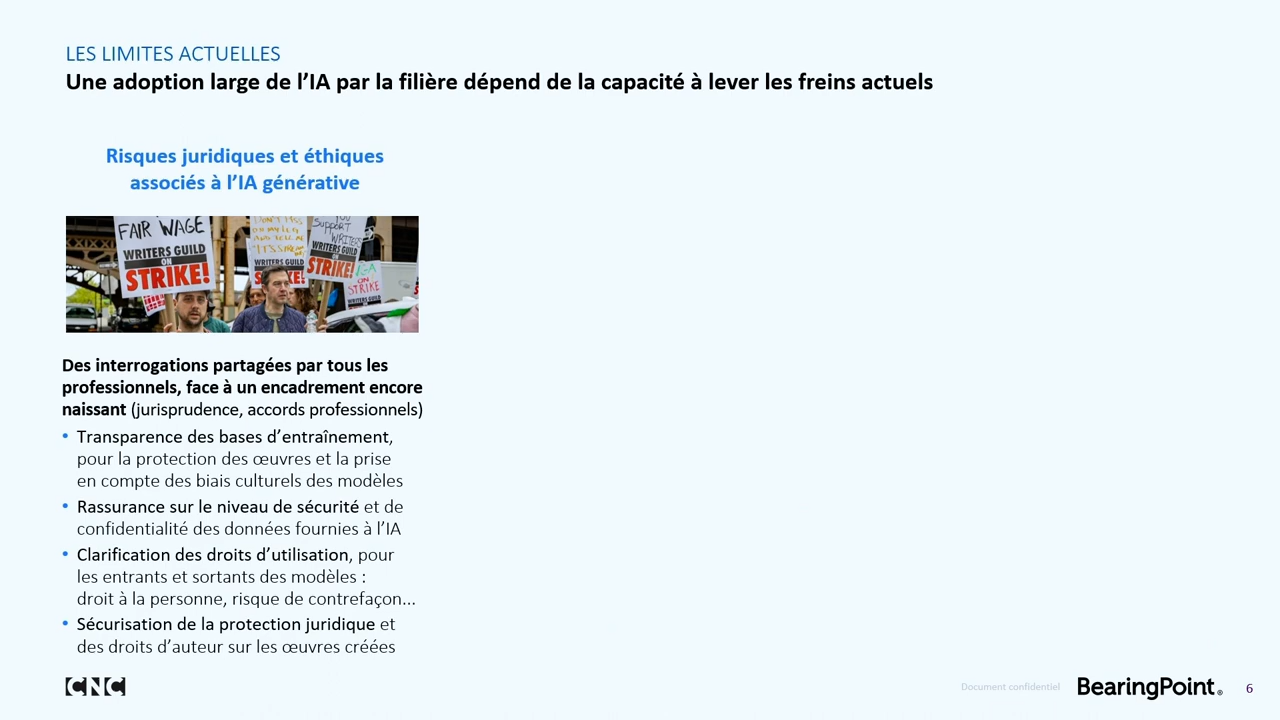 LES LIMITES ACTUELLES
Une adoption large de l’IA par la filière dépend de la capacité à lever les freins actuels
Risques juridiques et éthiques
associés à l’IA générative
FAIR WAGE
WRITERS GUILD
ON
STRIKE!
WRITERS GUILD
Support
WRITERS
WRITERS GUILD
STRIKE!
ON
STRIKE
WRITERS GUILD
Des interrogations partagées par tous les
professionnels, face à un encadrement encore
naissant (jurisprudence, accords professionnels)
• Transparence des bases d’entraînement,
pour la protection des œuvres et la prise
en compte des biais culturels des modèles
• Rassurance sur le niveau de sécurité et de
confidentialité des données fournies à l’IA
• Clarification des droits d’utilisation, pour
les entrants et sortants des modèles :
droit à la personne, risque de contrefaçon...
• Sécurisation de la protection juridique et
des droits d’auteur sur les œuvres créées
CNC
Document confidentiel
BearingPoint®
6